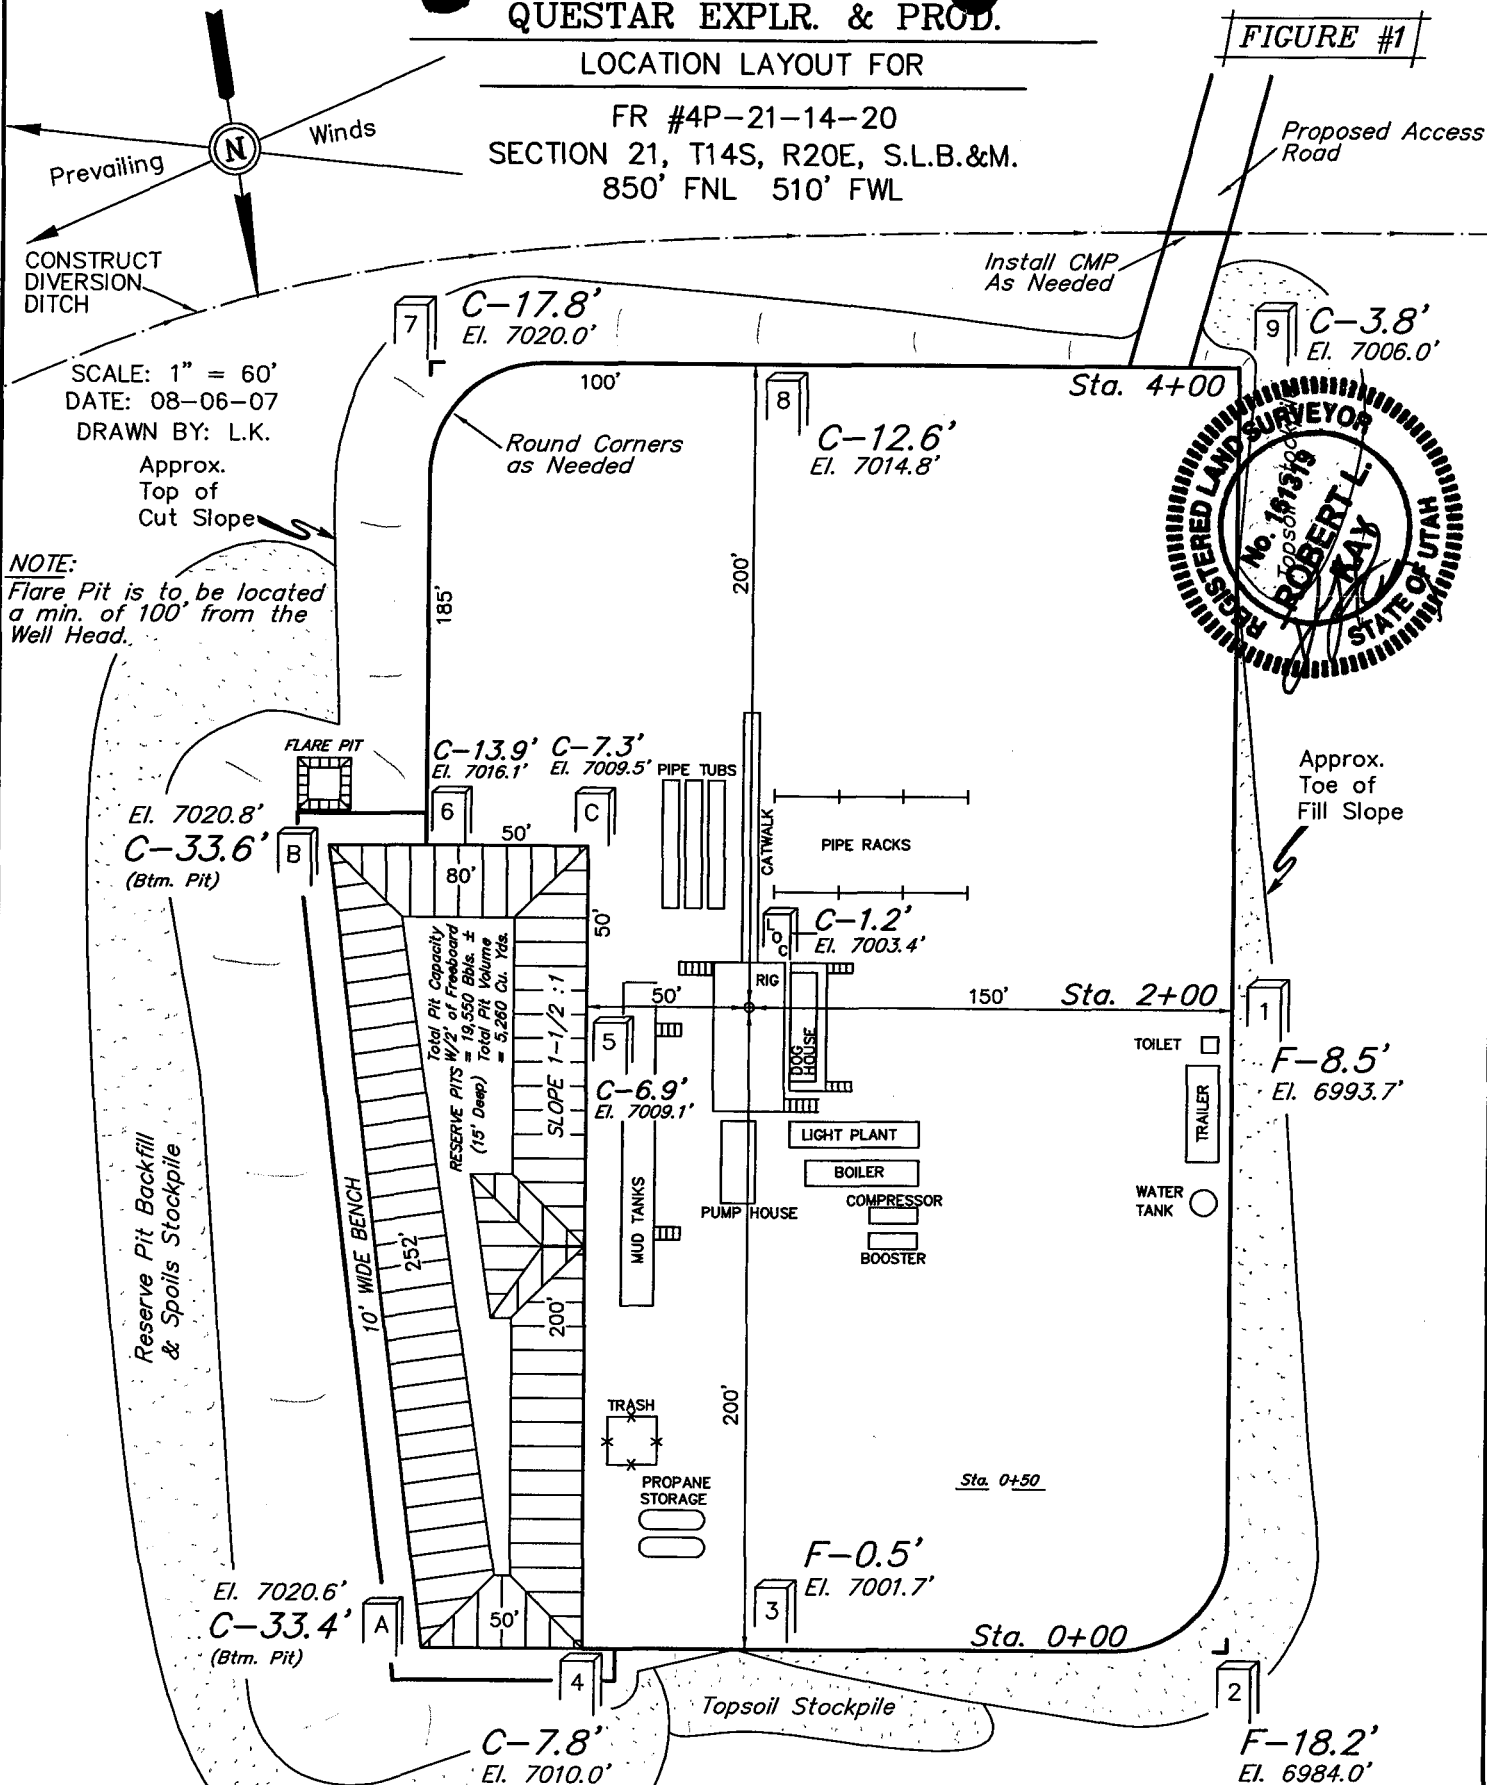 QUESTAR EXPLR. & PROD.
LOCATION LAYOUT FOR
FR #4P-21-14-20
SECTION 21, T14S, R20E, S.L.B.&M.
850' FNL 510' FWL
FIGURE #1
Proposed Access
Road
N
Winds
Prevailing
CONSTRUCT
DIVERSION
DITCH
Install CMP
As Needed
7
C-17.8'
El. 7020.0'
9
C-3.8'
El. 7006.0'
SCALE: 1" = 60'
DATE: 08-06-07
DRAWN BY: L.K.
100'
8
C-12.6'
El. 7014.8'
Sta. 4+00
Round Corners
as Needed
Approx.
Top of
Cut Slope
REGISTERED LAND SURVEYOR
No. 161319
ROBERT L.
KAY
STATE OF UTAH
Topsoil Stockpile
NOTE:
Flare Pit is to be located
a min. of 100' from the
Well Head.
185'
200'
FLARE PIT
C-13.9'
El. 7016.1'
C-7.3'
El. 7009.5'
PIPE TUBS
CATWALK
PIPE RACKS
Approx.
Toe of
Fill Slope
El. 7020.8'
C-33.6'
(Btm. Pit)
B
6
C
50'
80'
50'
LOC
C-1.2'
El. 7003.4'
Total Pit Capacity
W/2' of Freeboard
= 19,550 Bbls. ±
Total Pit Volume
= 5,260 Cu. Yds.
RESERVE PITS
(15' Deep)
SLOPE 1-1/2 :1
RIG
50'
150'
Sta. 2+00
1
F-8.5'
El. 6993.7'
5
C-6.9'
El. 7009.1'
DOG
HOUSE
TOILET
TRAILER
LIGHT PLANT
BOILER
COMPRESSOR
BOOSTER
PUMP HOUSE
WATER
TANK
MUD TANKS
Reserve Pit Backfill
& Spoils Stockpile
10' WIDE BENCH
252'
200'
200'
TRASH
PROPANE
STORAGE
Sta. 0+50
El. 7020.6'
C-33.4'
(Btm. Pit)
A
50'
F-0.5'
El. 7001.7'
3
Sta. 0+00
4
C-7.8'
El. 7010.0'
Topsoil Stockpile
2
F-18.2'
El. 6984.0'